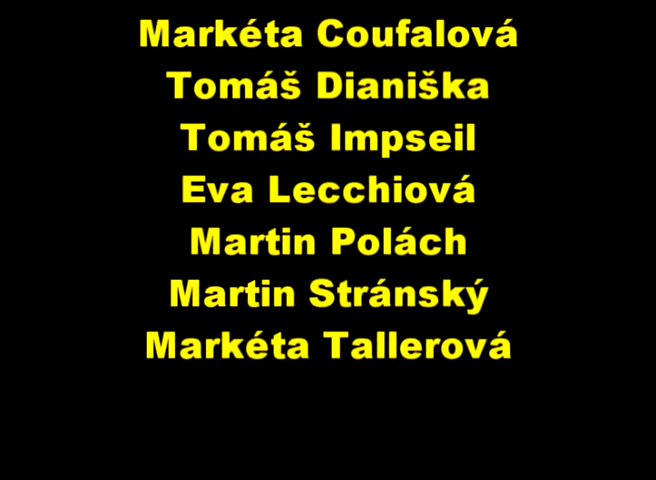 Markéta Coufalová
Tomáš Dianiška
Tomáš Impseil
Eva Lecchiová
Martin Polách
Martin Stránský
Markéta Tallerová